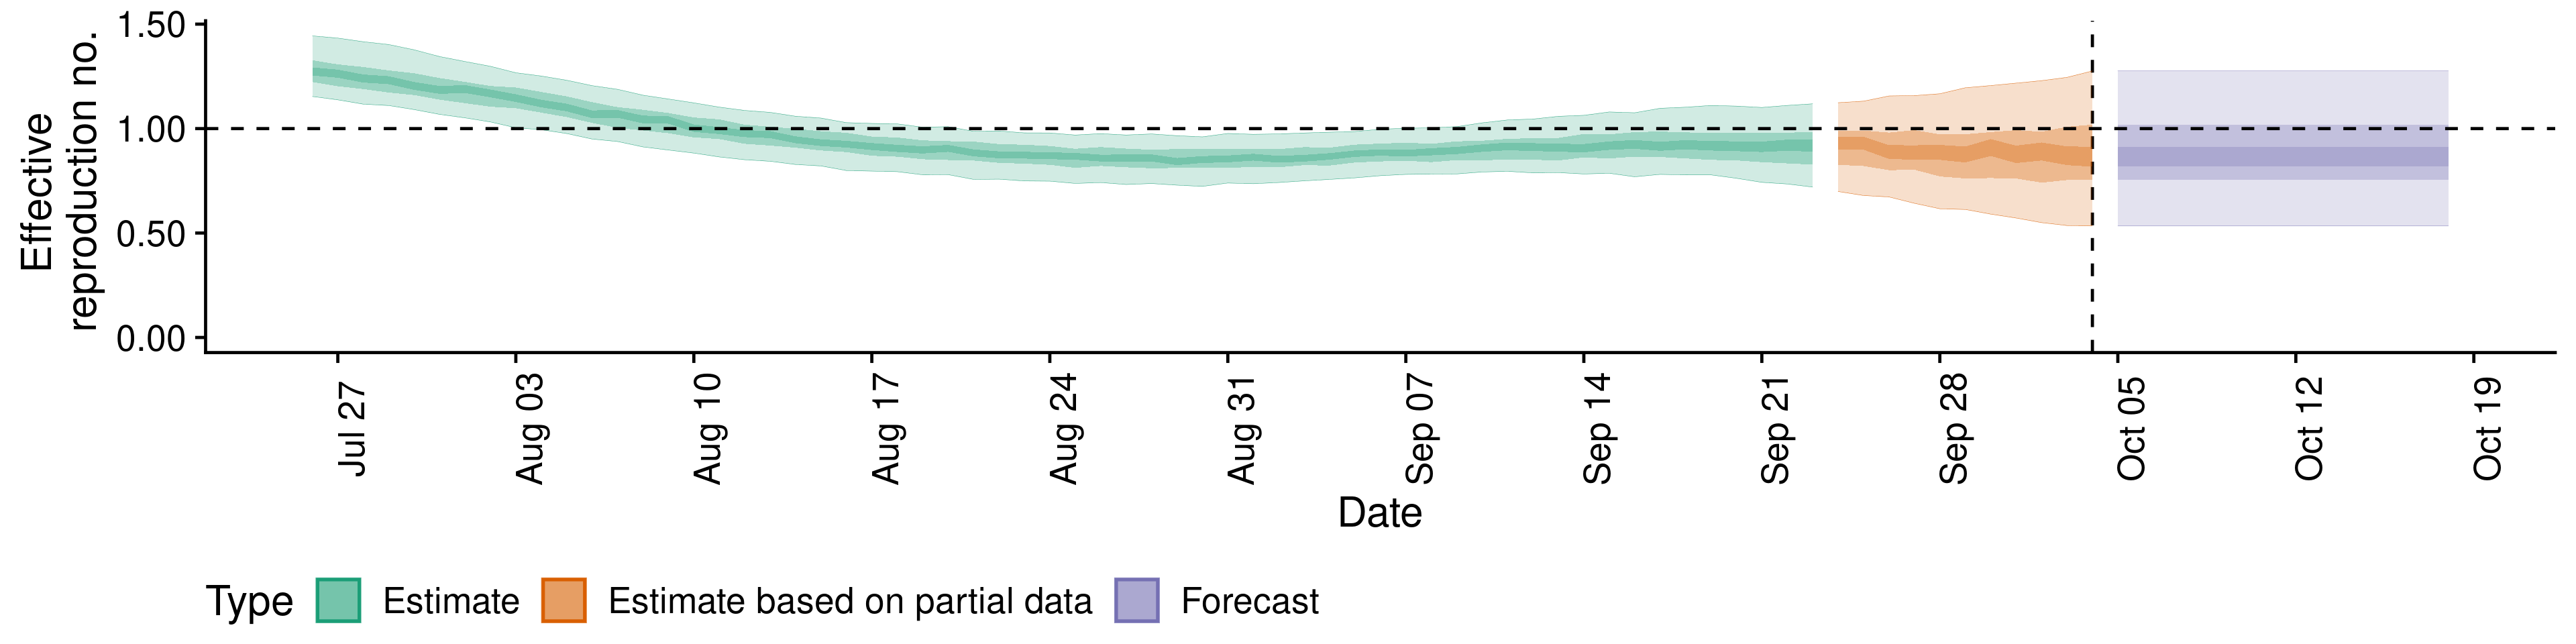 Effective
reproduction no.
1.50
1.00
0.50
0.00
Jul 27
Aug 03
Aug 10
Aug 17
Aug 24
Aug 31
Sep 07
Sep 14
Sep 21
Sep 28
Oct 05
Oct 12
Oct 19
Date
Type Estimate Estimate based on partial data Forecast